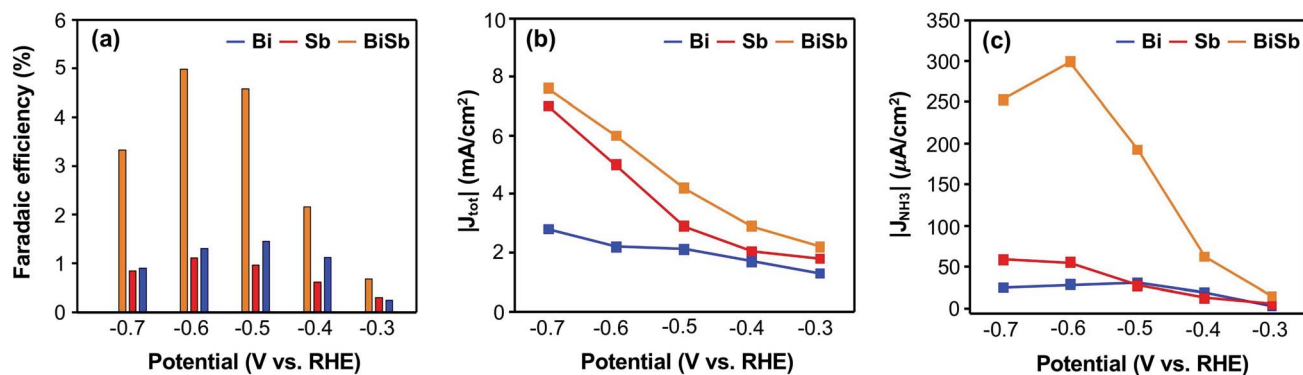 (a)
Bi Sb BiSb
Faradaic efficiency (%)
6
5
4
3
2
1
0
-0.7 -0.6 -0.5 -0.4 -0.3
Potential (V vs. RHE)
(b)
Bi Sb BiSb
|Jtot| (mA/cm²)
10
8
6
4
2
0
-0.7 -0.6 -0.5 -0.4 -0.3
Potential (V vs. RHE)
(c)
Bi Sb BiSb
|JNH3| (μA/cm²)
350
300
250
200
150
100
50
0
-0.7 -0.6 -0.5 -0.4 -0.3
Potential (V vs. RHE)